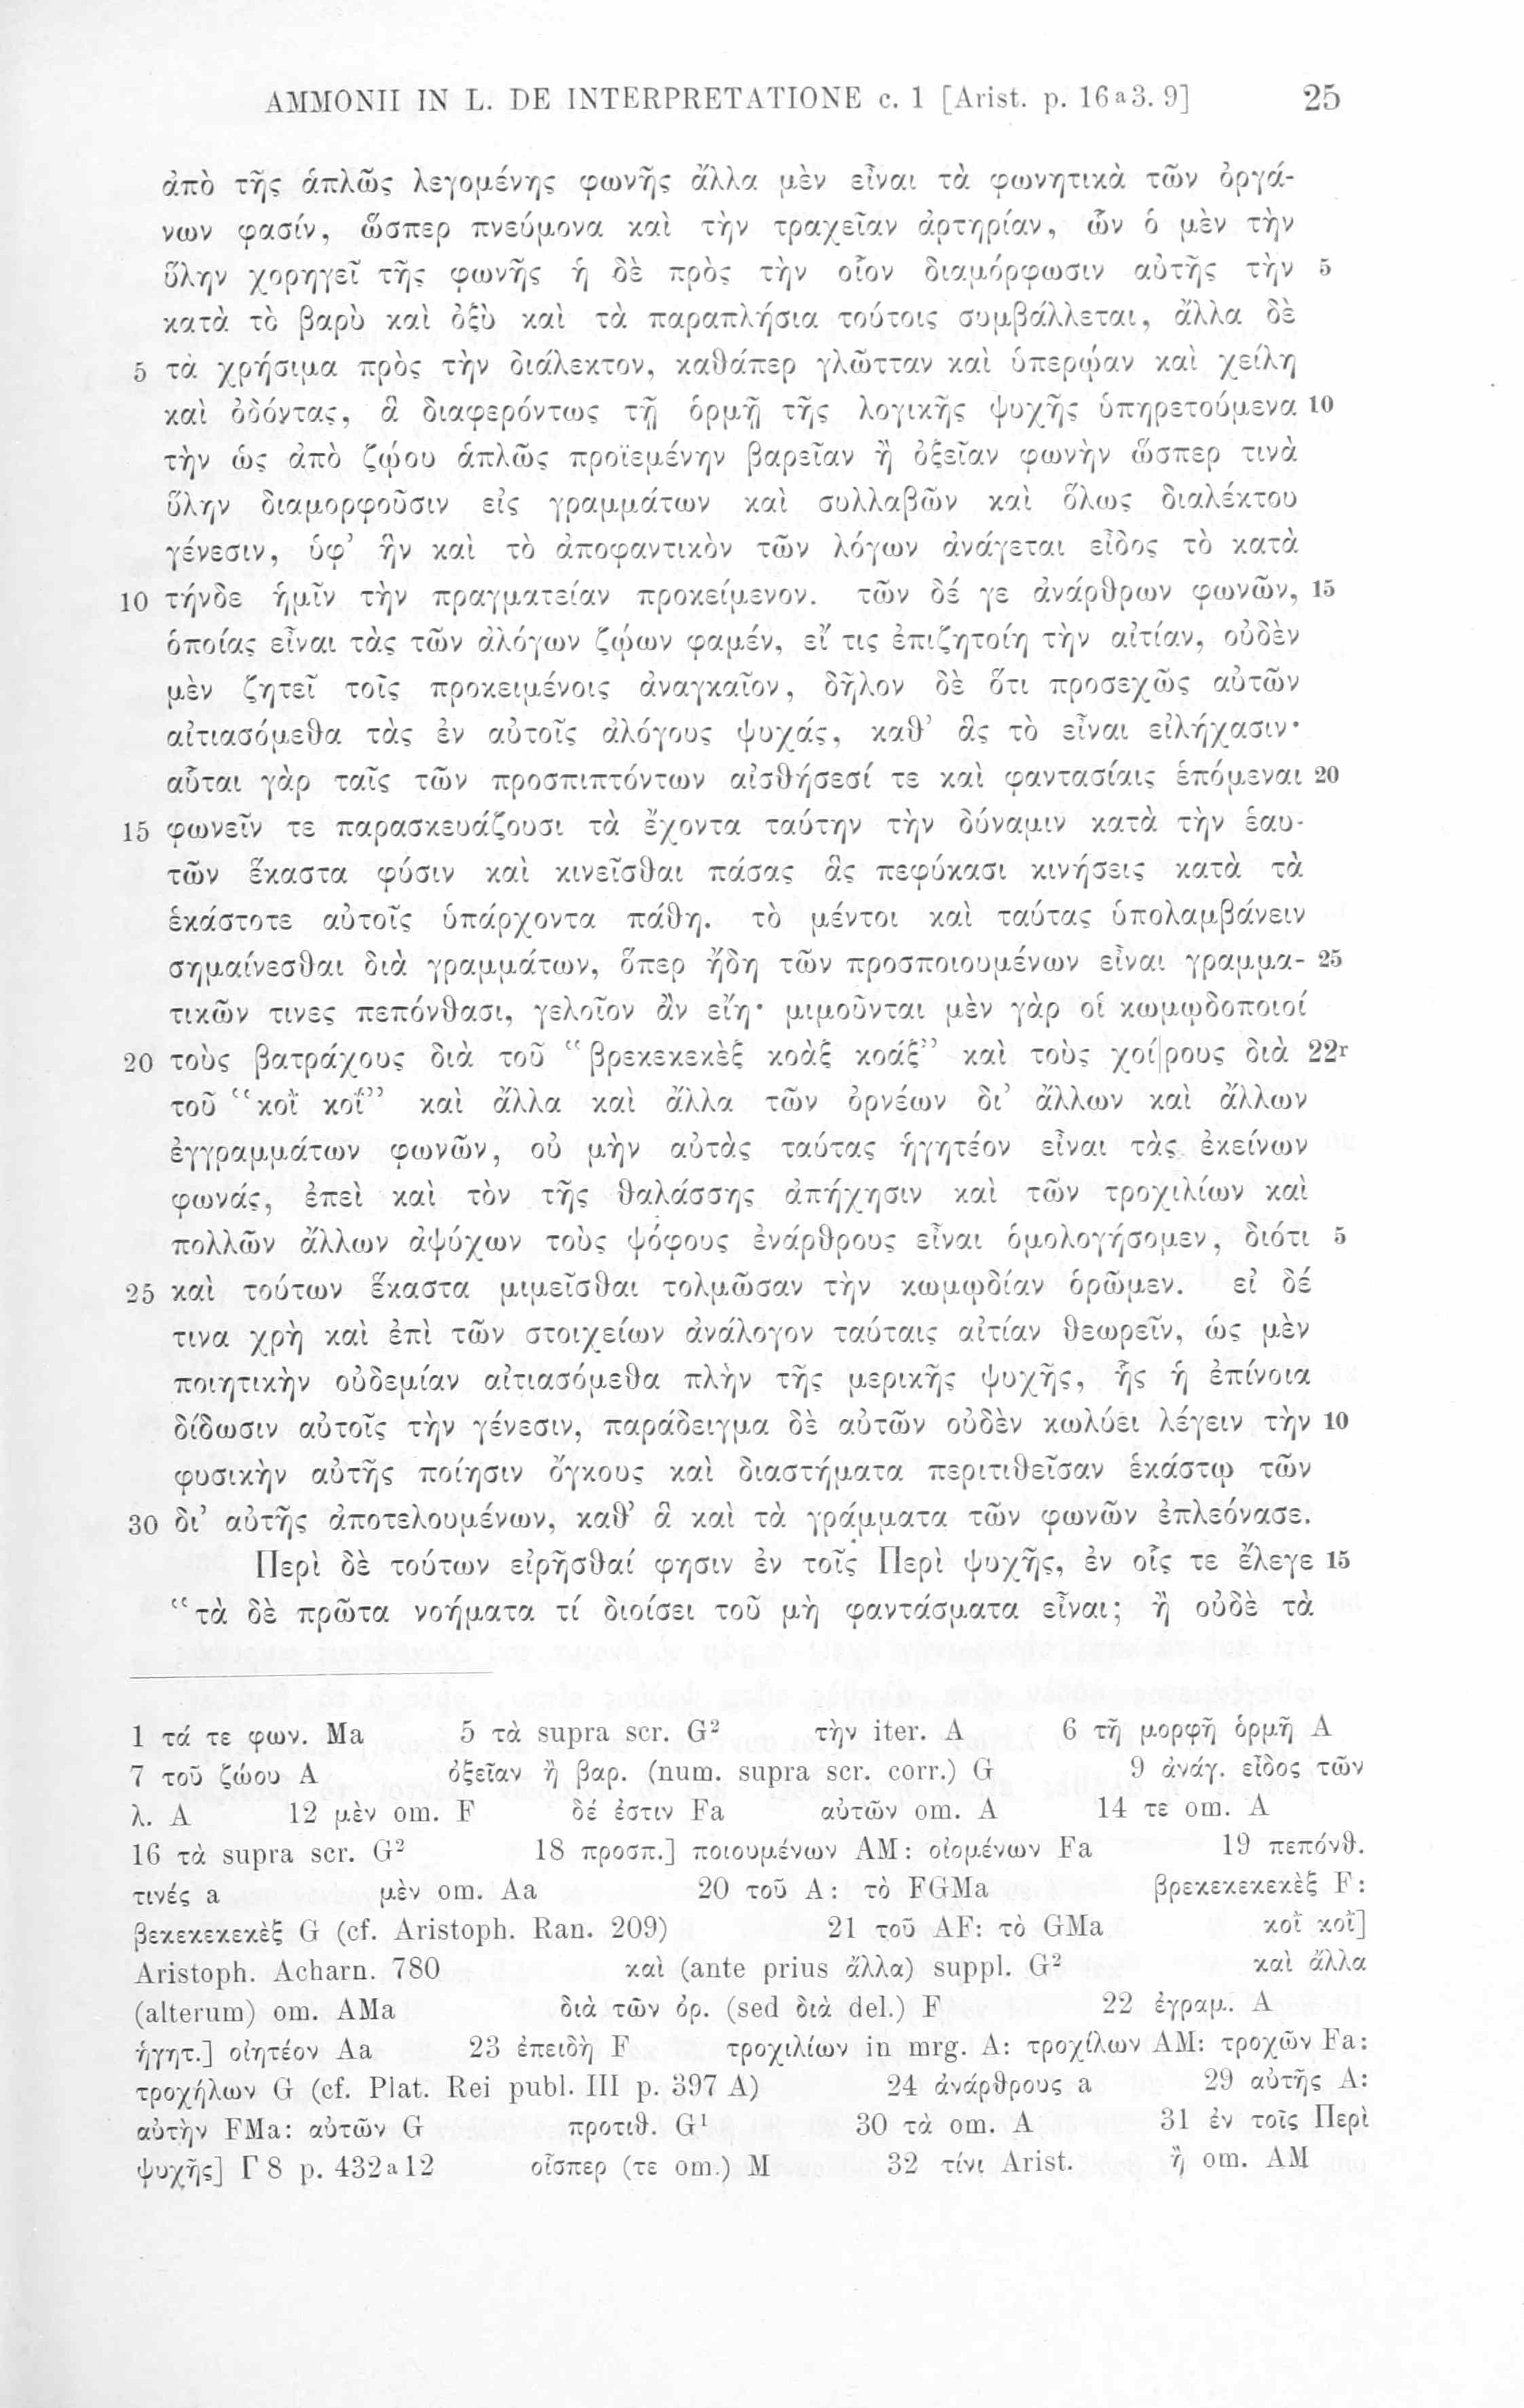 AMMONII IN L. DE INTERPRETATIONE c. 1 [Arist. p. 16ª3. 9] 25
ἀπὸ τῆς ἁπλῶς λεγομένης φωνῆς ἄλλα μὲν εἶναι τὰ φωνητικὰ τῶν ὀργά-
νων φασίν, ὥσπερ πνεύμονα καὶ τὴν τραχεῖαν ἀρτηρίαν, ὧν ὁ μὲν τὴν
ὕλην χορηγεῖ τῆς φωνῆς ἡ δὲ πρὸς τὴν οἷον διαμόρφωσιν αὐτῆς τὴν 5
κατὰ τὸ βαρὺ καὶ ὀξὺ καὶ τὰ παραπλήσια τούτοις συμβάλλεται, ἄλλα δὲ
5 τὰ χρήσιμα πρὸς τὴν διάλεκτον, καθάπερ γλῶτταν καὶ ὑπερῴαν καὶ χείλη
καὶ ὀδόντας, ἃ διαφερόντως τῇ ὁρμῇ τῆς λογικῆς ψυχῆς ὑπηρετούμενα 10
τὴν ὡς ἀπὸ ζῴου ἁπλῶς προϊεμένην βαρεῖαν ἢ ὀξεῖαν φωνὴν ὥσπερ τινὰ
ὕλην διαμορφοῦσιν εἰς γραμμάτων καὶ συλλαβῶν καὶ ὅλως διαλέκτου
γένεσιν, ὑφ’ ἣν καὶ τὸ ἀποφαντικὸν τῶν λόγων ἀνάγεται εἶδος τὸ κατὰ
10 τήνδε ἡμῖν τὴν πραγματείαν προκείμενον. τῶν δέ γε ἀνάρθρων φωνῶν, 15
ὁποίας εἶναι τὰς τῶν ἀλόγων ζῴων φαμέν, εἴ τις ἐπιζητοίη τὴν αἰτίαν, οὐδὲν
μὲν ζητεῖ τοῖς προκειμένοις ἀναγκαῖον, δῆλον δὲ ὅτι προσεχῶς αὐτῶν
αἰτιασόμεθα τὰς ἐν αὐτοῖς ἀλόγους ψυχάς, καθ’ ἃς τὸ εἶναι εἰλήχασιν·
αὗται γὰρ ταῖς τῶν προσπιπτόντων αἰσθήσεσί τε καὶ φαντασίαις ἑπόμεναι 20
15 φωνεῖν τε παρασκευάζουσι τὰ ἔχοντα ταύτην τὴν δύναμιν κατὰ τὴν ἑαυ-
τῶν ἕκαστα φύσιν καὶ κινεῖσθαι πάσας ἃς πεφύκασι κινήσεις κατὰ τὰ
ἑκάστοτε αὐτοῖς ὑπάρχοντα πάθη. τὸ μέντοι καὶ ταύτας ὑπολαμβάνειν
σημαίνεσθαι διὰ γραμμάτων, ὅπερ ἤδη τῶν προσποιουμένων εἶναι γραμμα- 25
τικῶν τινες πεπόνθασι, γελοῖον ἂν εἴη· μιμοῦνται μὲν γὰρ οἱ κωμῳδοποιοί
20 τοὺς βατράχους διὰ τοῦ “βρεκεκεκὲξ κοὰξ κοάξ” καὶ τοὺς χοί|ρους διὰ 22r
τοῦ “κοῒ κοΐ” καὶ ἄλλα καὶ ἄλλα τῶν ὀρνέων δι’ ἄλλων καὶ ἄλλων
ἐγγραμμάτων φωνῶν, οὐ μὴν αὐτὰς ταύτας ἡγητέον εἶναι τὰς ἐκείνων
φωνάς, ἐπεὶ καὶ τὸν τῆς θαλάσσης ἀπήχησιν καὶ τῶν τροχιλίων καὶ
πολλῶν ἄλλων ἀψύχων τοὺς ψόφους ἐνάρθρους εἶναι ὁμολογήσομεν, διότι 5
25 καὶ τούτων ἕκαστα μιμεῖσθαι τολμῶσαν τὴν κωμῳδίαν ὁρῶμεν. εἰ δέ
τινα χρὴ καὶ ἐπὶ τῶν στοιχείων ἀνάλογον ταύταις αἰτίαν θεωρεῖν, ὡς μὲν
ποιητικὴν οὐδεμίαν αἰτιασόμεθα πλὴν τῆς μερικῆς ψυχῆς, ἧς ἡ ἐπίνοια
δίδωσιν αὐτοῖς τὴν γένεσιν, παράδειγμα δὲ αὐτῶν οὐδὲν κωλύει λέγειν τὴν 10
φυσικὴν αὐτῆς ποίησιν ὄγκους καὶ διαστήματα περιτιθεῖσαν ἑκάστῳ τῶν
30 δι’ αὐτῆς ἀποτελουμένων, καθ’ ἃ καὶ τὰ γράμματα τῶν φωνῶν ἐπλεόνασε.
Περὶ δὲ τούτων εἰρῆσθαί φησιν ἐν τοῖς Περὶ ψυχῆς, ἐν οἷς τε ἔλεγε 15
“τὰ δὲ πρῶτα νοήματα τί διοίσει τοῦ μὴ φαντάσματα εἶναι; ἢ οὐδὲ τὰ
1 τά τε φων. Ma 5 τὰ supra scr. G² τὴν iter. A 6 τῇ μορφῇ ὁρμῇ A
7 τοῦ ζώου A ὀξεῖαν ἢ βαρ. (num. supra scr. corr.) G 9 ἀνάγ. εἶδος τῶν
λ. A 12 μὲν om. F δέ ἐστιν Fa αὐτῶν om. A 14 τε om. A
16 τὰ supra scr. G² 18 προσπ.] ποιουμένων AM: οἰομένων Fa 19 πεπόνθ.
τινές a μὲν om. Aa 20 τοῦ A: τὸ FGMa βρεκεκεκεκὲξ F:
βεκεκεκεκὲξ G (cf. Aristoph. Ran. 209) 21 τοῦ AF: τὸ GMa κοῒ κοῒ]
Aristoph. Acharn. 780 καὶ (ante prius ἄλλα) suppl. G² καὶ ἄλλα
(alterum) om. AMa διὰ τῶν ὀρ. (sed διὰ del.) F 22 ἐγραμ. A
ἡγητ.] οἰητέον Aa 23 ἐπειδὴ F τροχιλίων in mrg. A: τροχίλων AM: τροχῶν Fa:
τροχήλων G (cf. Plat. Rei publ. III p. 397 A) 24 ἀνάρθρους a 29 αὐτῆς A:
αὐτὴν FMa: αὐτῶν G προτιθ. G¹ 30 τὰ om. A 31 ἐν τοῖς Περὶ
ψυχῆς] Γ 8 p. 432ª12 οἷσπερ (τε om.) M 32 τίνι Arist. ἢ om. AM